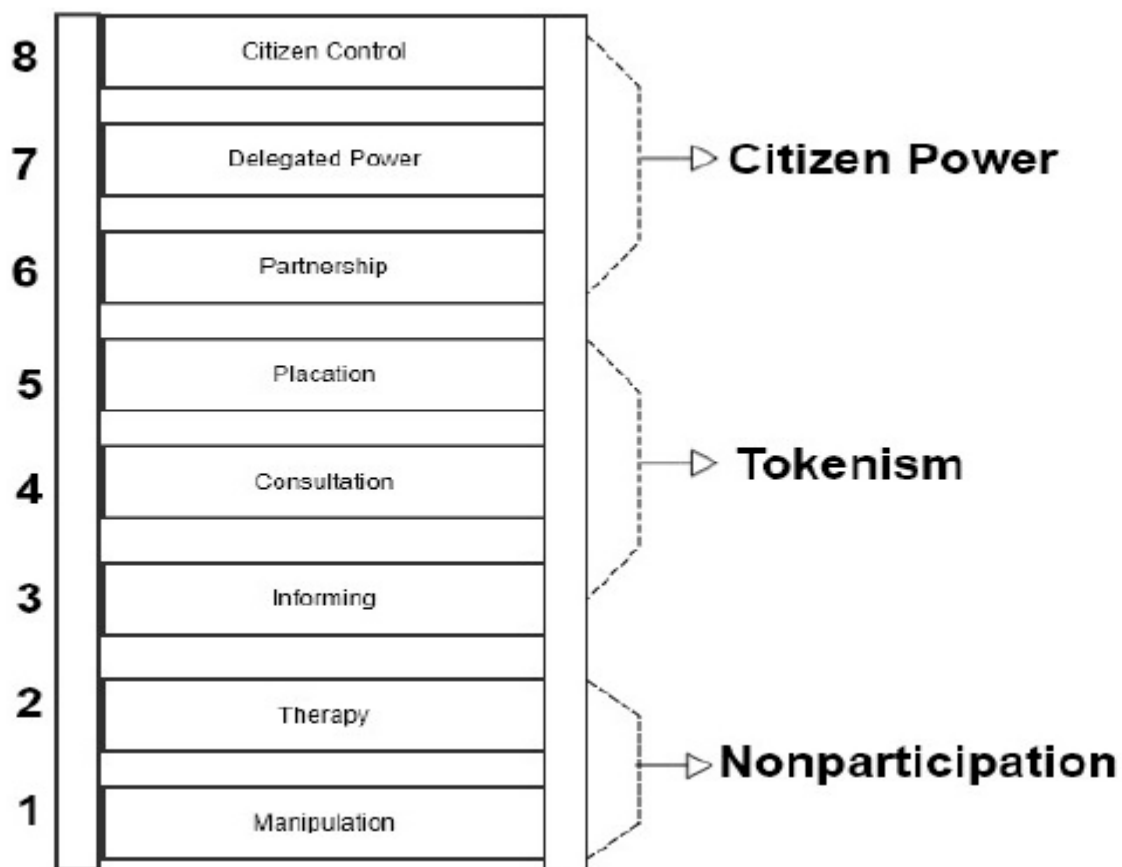 8 Citizen Control
7 Delegated Power
Citizen Power
6 Partnership
5 Placation
Tokenism
4 Consultation
3 Informing
2 Therapy
Nonparticipation
1 Manipulation